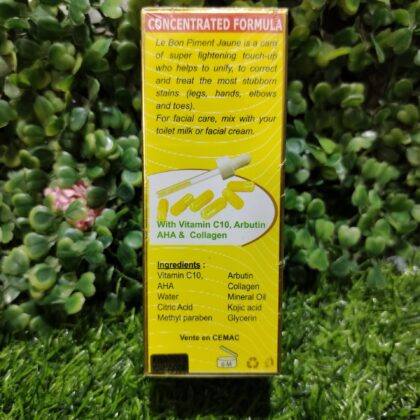 CONCENTRATED FORMULA
Le Bon Piment Jaune is a care
of super lightening touch-up
who helps to unify, to correct
and treat the most stubborn
stains (legs, hands, elbows
and toes).
For facial care, mix with your
toilet milk or facial cream.
With Vitamin C10, Arbutin
AHA & Collagen
Ingredients :
Vitamin C10, Arbutin
AHA Collagen
Water Mineral Oil
Citric Acid Kojic acid
Methyl paraben Glycerin
Vente en CEMAC
6M